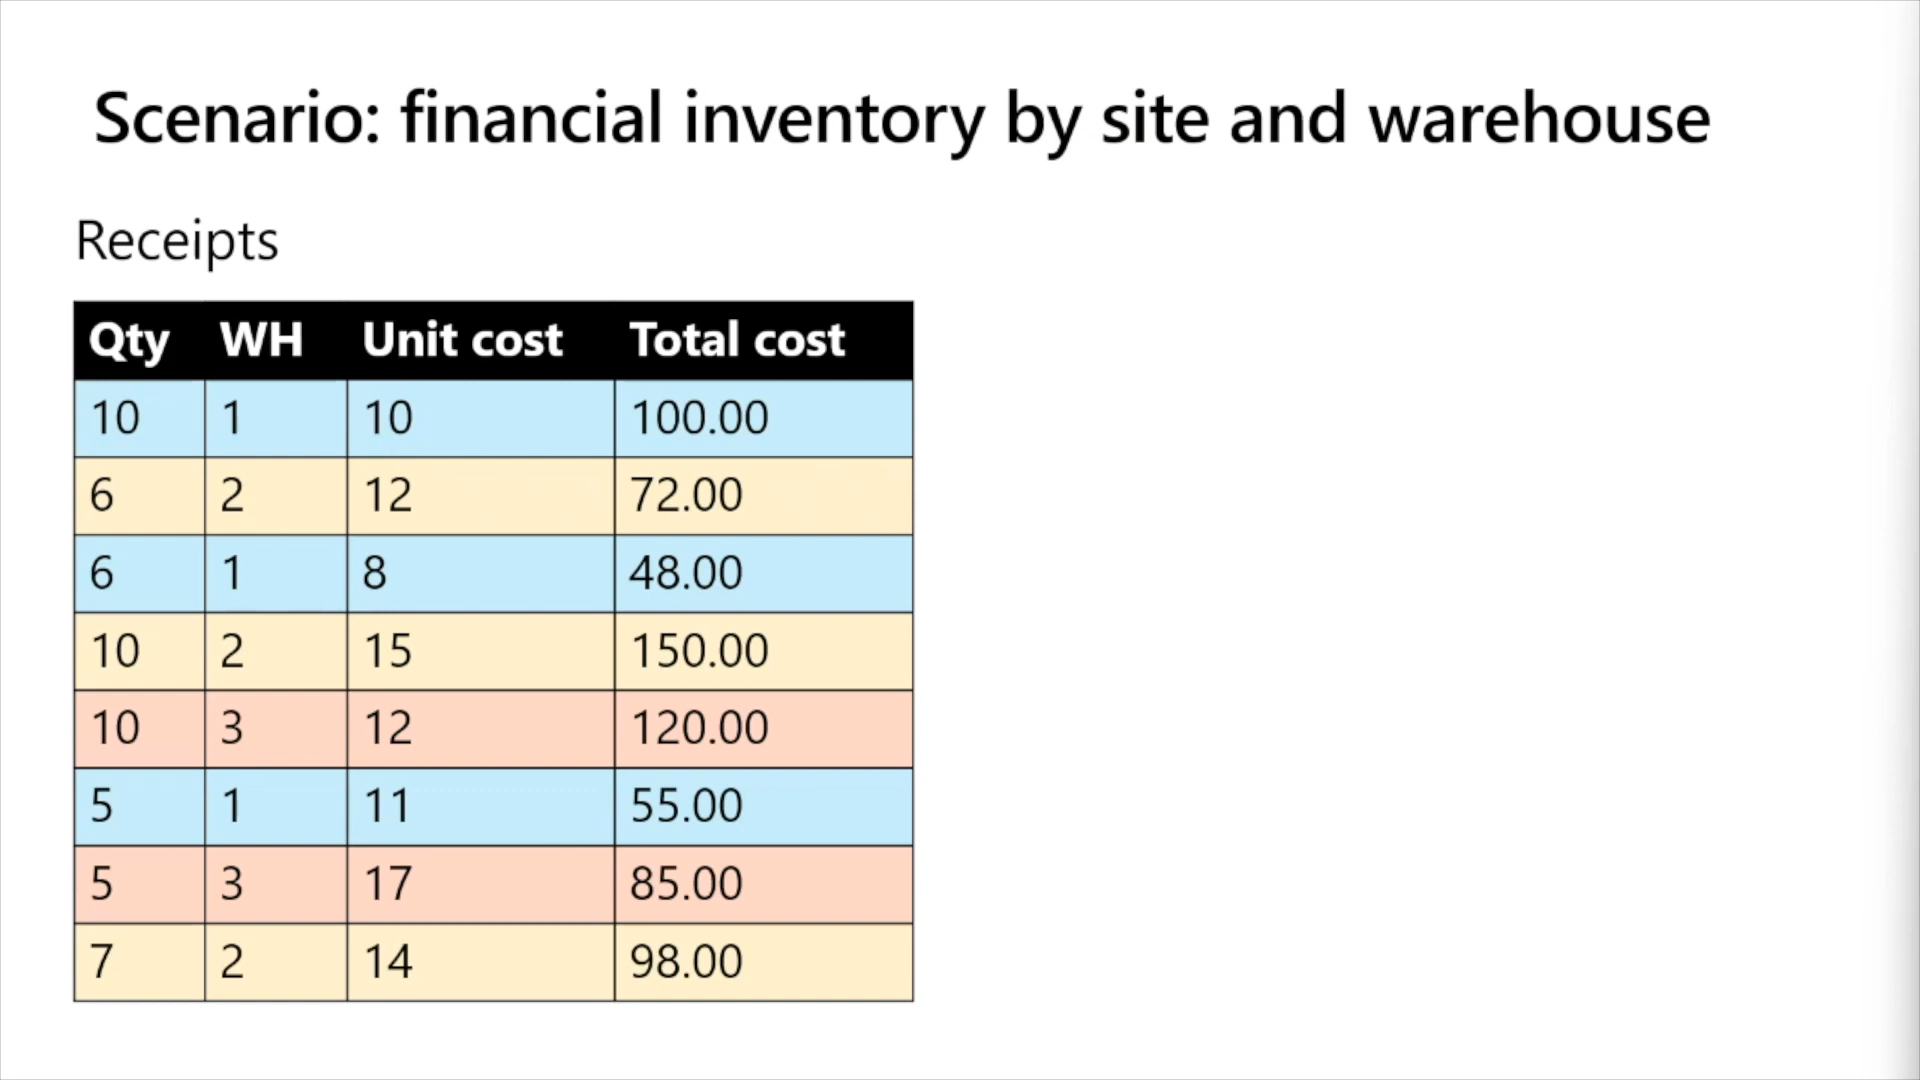 Scenario: financial inventory by site and warehouse
Receipts
Qty WH Unit cost Total cost
10 1 10 100.00
6 2 12 72.00
6 1 8 48.00
10 2 15 150.00
10 3 12 120.00
5 1 11 55.00
5 3 17 85.00
7 2 14 98.00